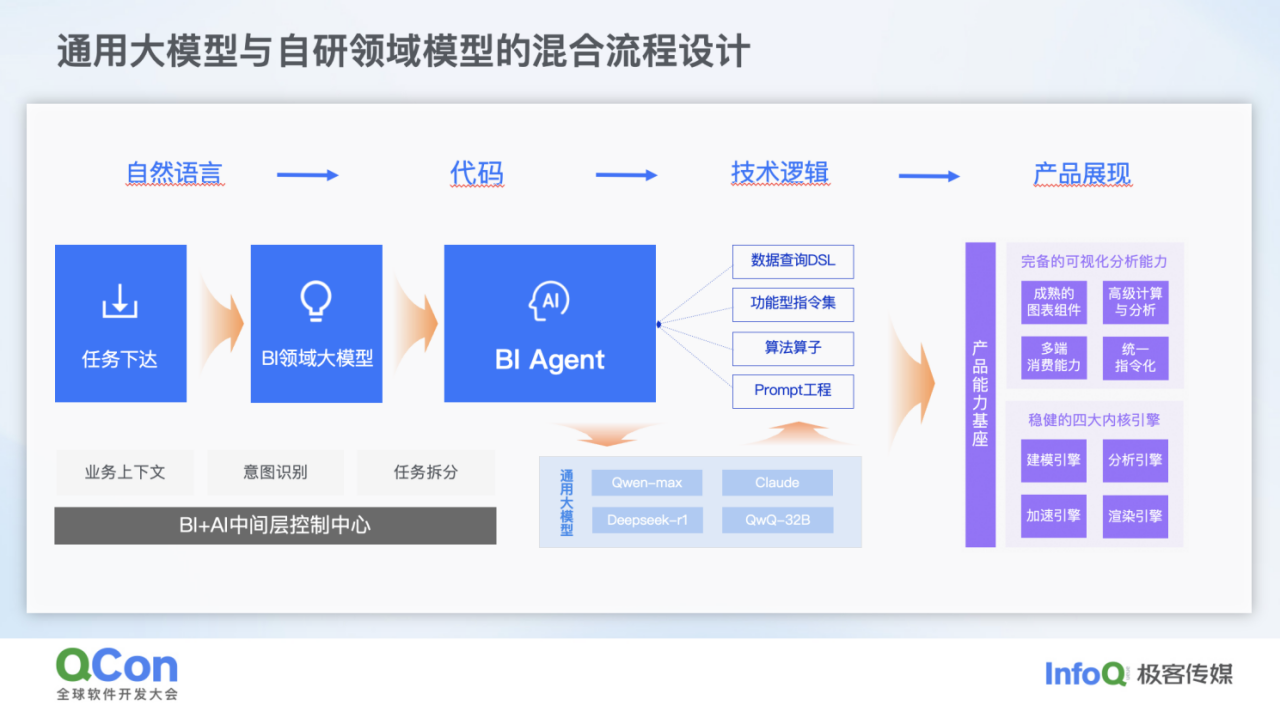 通用大模型与自研领域模型的混合流程设计
自然语言
代码
技术逻辑
产品展现
任务下达
BI领域大模型
AI
BI Agent
数据查询DSL
功能型指令集
算法算子
Prompt工程
业务上下文
意图识别
任务拆分
BI+AI中间层控制中心
通用大模型
Qwen-max
Claude
Deepseek-r1
QwQ-32B
产品能力基座
完备的可视化分析能力
成熟的
图表组件
高级计算
与分析
多端
消费能力
统一
指令化
稳健的四大内核引擎
建模引擎
分析引擎
加速引擎
渲染引擎
QCon
全球软件开发大会
InfoQ 极客传媒